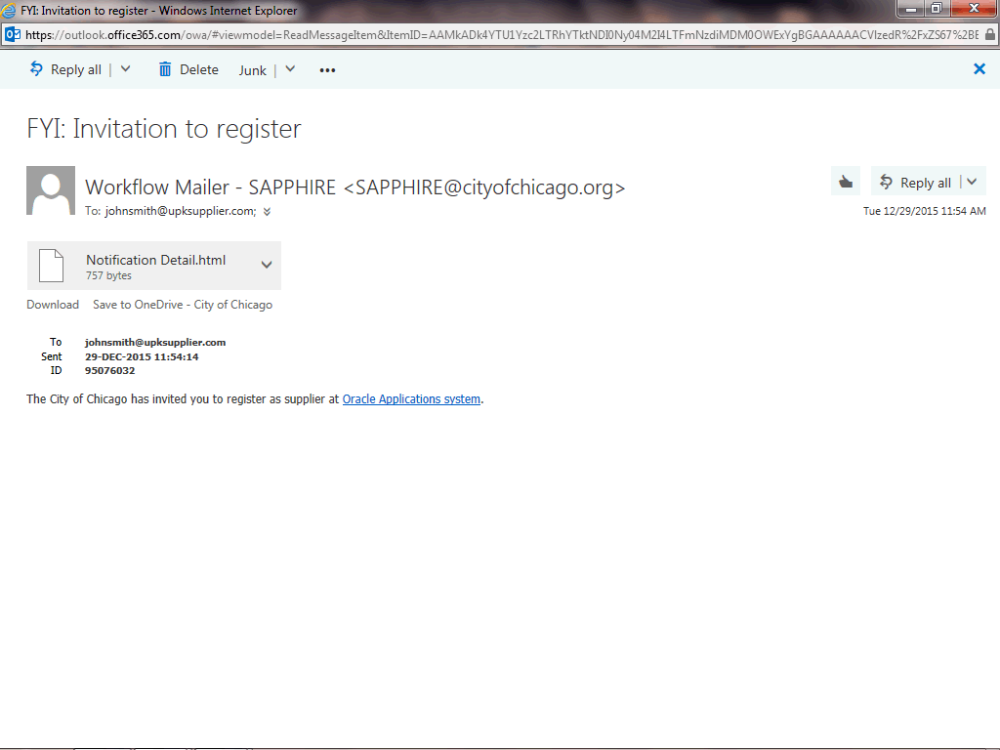 FYI: Invitation to register - Windows Internet Explorer
https://outlook.office365.com/owa/#viewmodel=ReadMessageItem&ItemID=AAMkADk4YTU1Yzc2LTRhYTktNDI0Ny04M2I4LTFmNzdiMDM0OWExYgBGAAAAAACVIzedR%2FxZS67%2BE
Reply all | Delete Junk | •••
FYI: Invitation to register
Workflow Mailer - SAPPHIRE <SAPPHIRE@cityofchicago.org>
Reply all |
To: johnsmith@upksupplier.com;
Tue 12/29/2015 11:54 AM
Notification Detail.html
757 bytes
Download Save to OneDrive - City of Chicago
To johnsmith@upksupplier.com
Sent 29-DEC-2015 11:54:14
ID 95076032
The City of Chicago has invited you to register as supplier at Oracle Applications system.